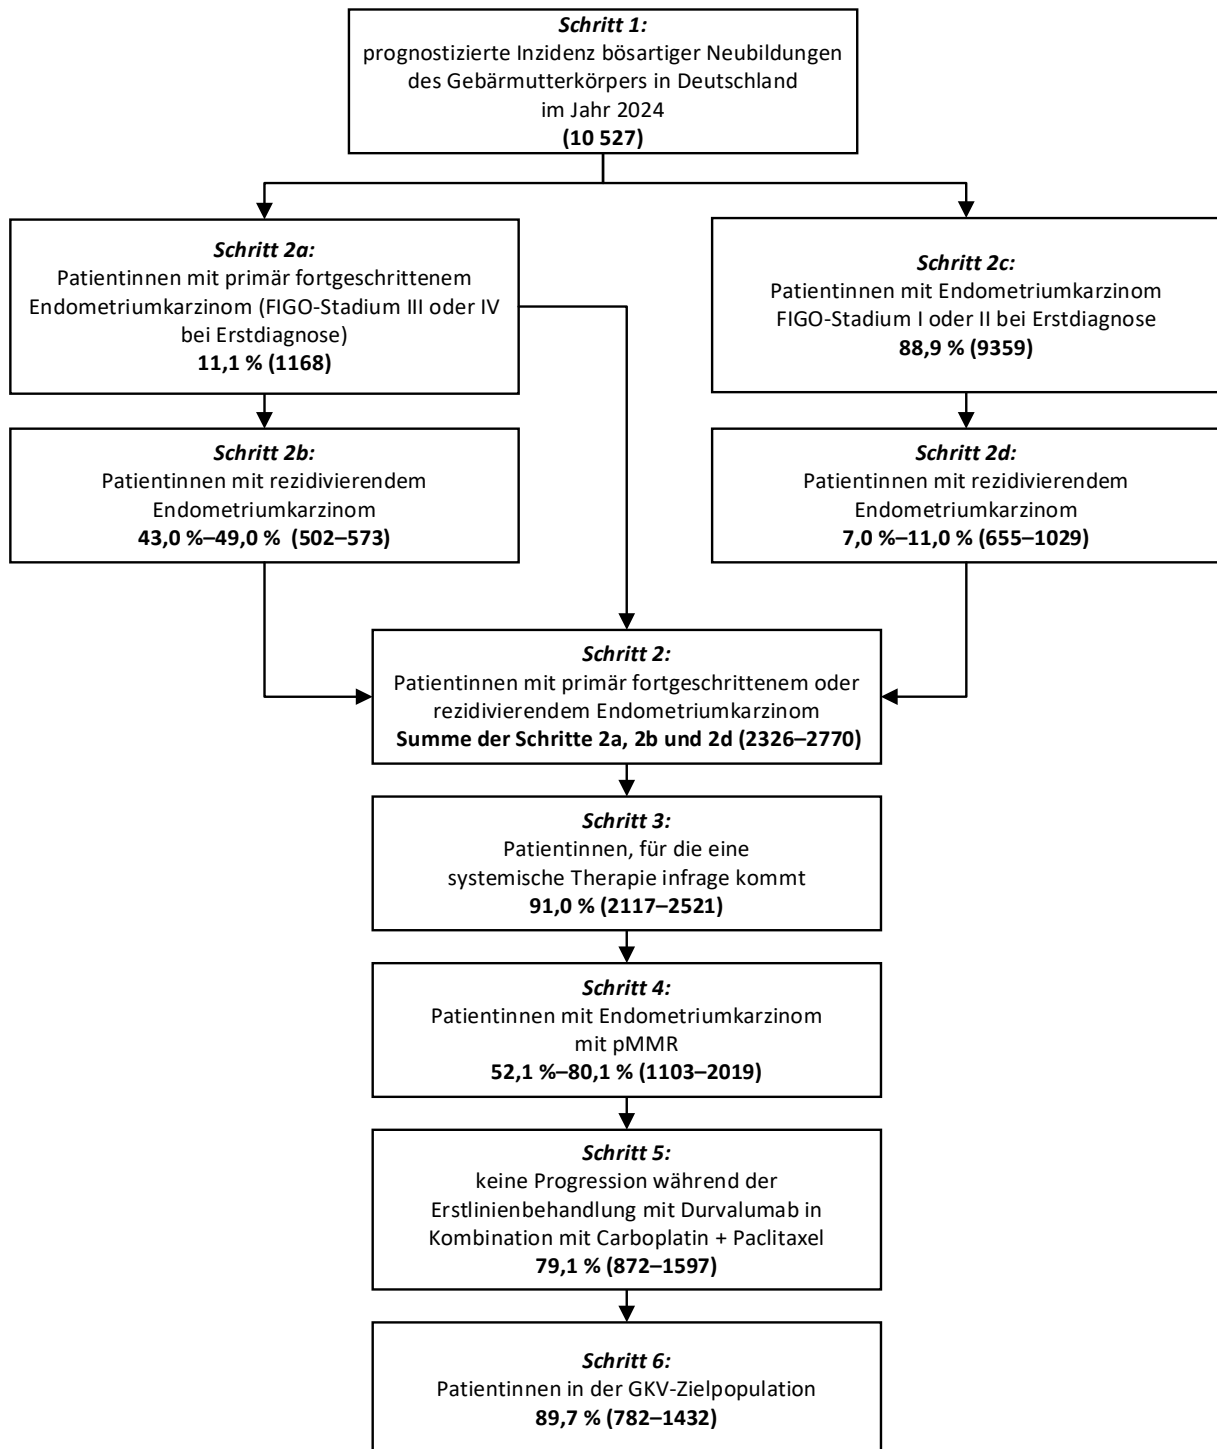 Schritt 1:
prognostizierte Inzidenz bösartiger Neubildungen
des Gebärmutterkörpers in Deutschland
im Jahr 2024
(10 527)
Schritt 2a:
Patientinnen mit primär fortgeschrittenem
Endometriumkarzinom (FIGO-Stadium III oder IV
bei Erstdiagnose)
11,1 % (1168)
Schritt 2c:
Patientinnen mit Endometriumkarzinom
FIGO-Stadium I oder II bei Erstdiagnose
88,9 % (9359)
Schritt 2b:
Patientinnen mit rezidivierendem
Endometriumkarzinom
43,0 %–49,0 % (502–573)
Schritt 2d:
Patientinnen mit rezidivierendem
Endometriumkarzinom
7,0 %–11,0 % (655–1029)
Schritt 2:
Patientinnen mit primär fortgeschrittenem oder
rezidivierendem Endometriumkarzinom
Summe der Schritte 2a, 2b und 2d (2326–2770)
Schritt 3:
Patientinnen, für die eine
systemische Therapie infrage kommt
91,0 % (2117–2521)
Schritt 4:
Patientinnen mit Endometriumkarzinom
mit pMMR
52,1 %–80,1 % (1103–2019)
Schritt 5:
keine Progression während der
Erstlinienbehandlung mit Durvalumab in
Kombination mit Carboplatin + Paclitaxel
79,1 % (872–1597)
Schritt 6:
Patientinnen in der GKV-Zielpopulation
89,7 % (782–1432)